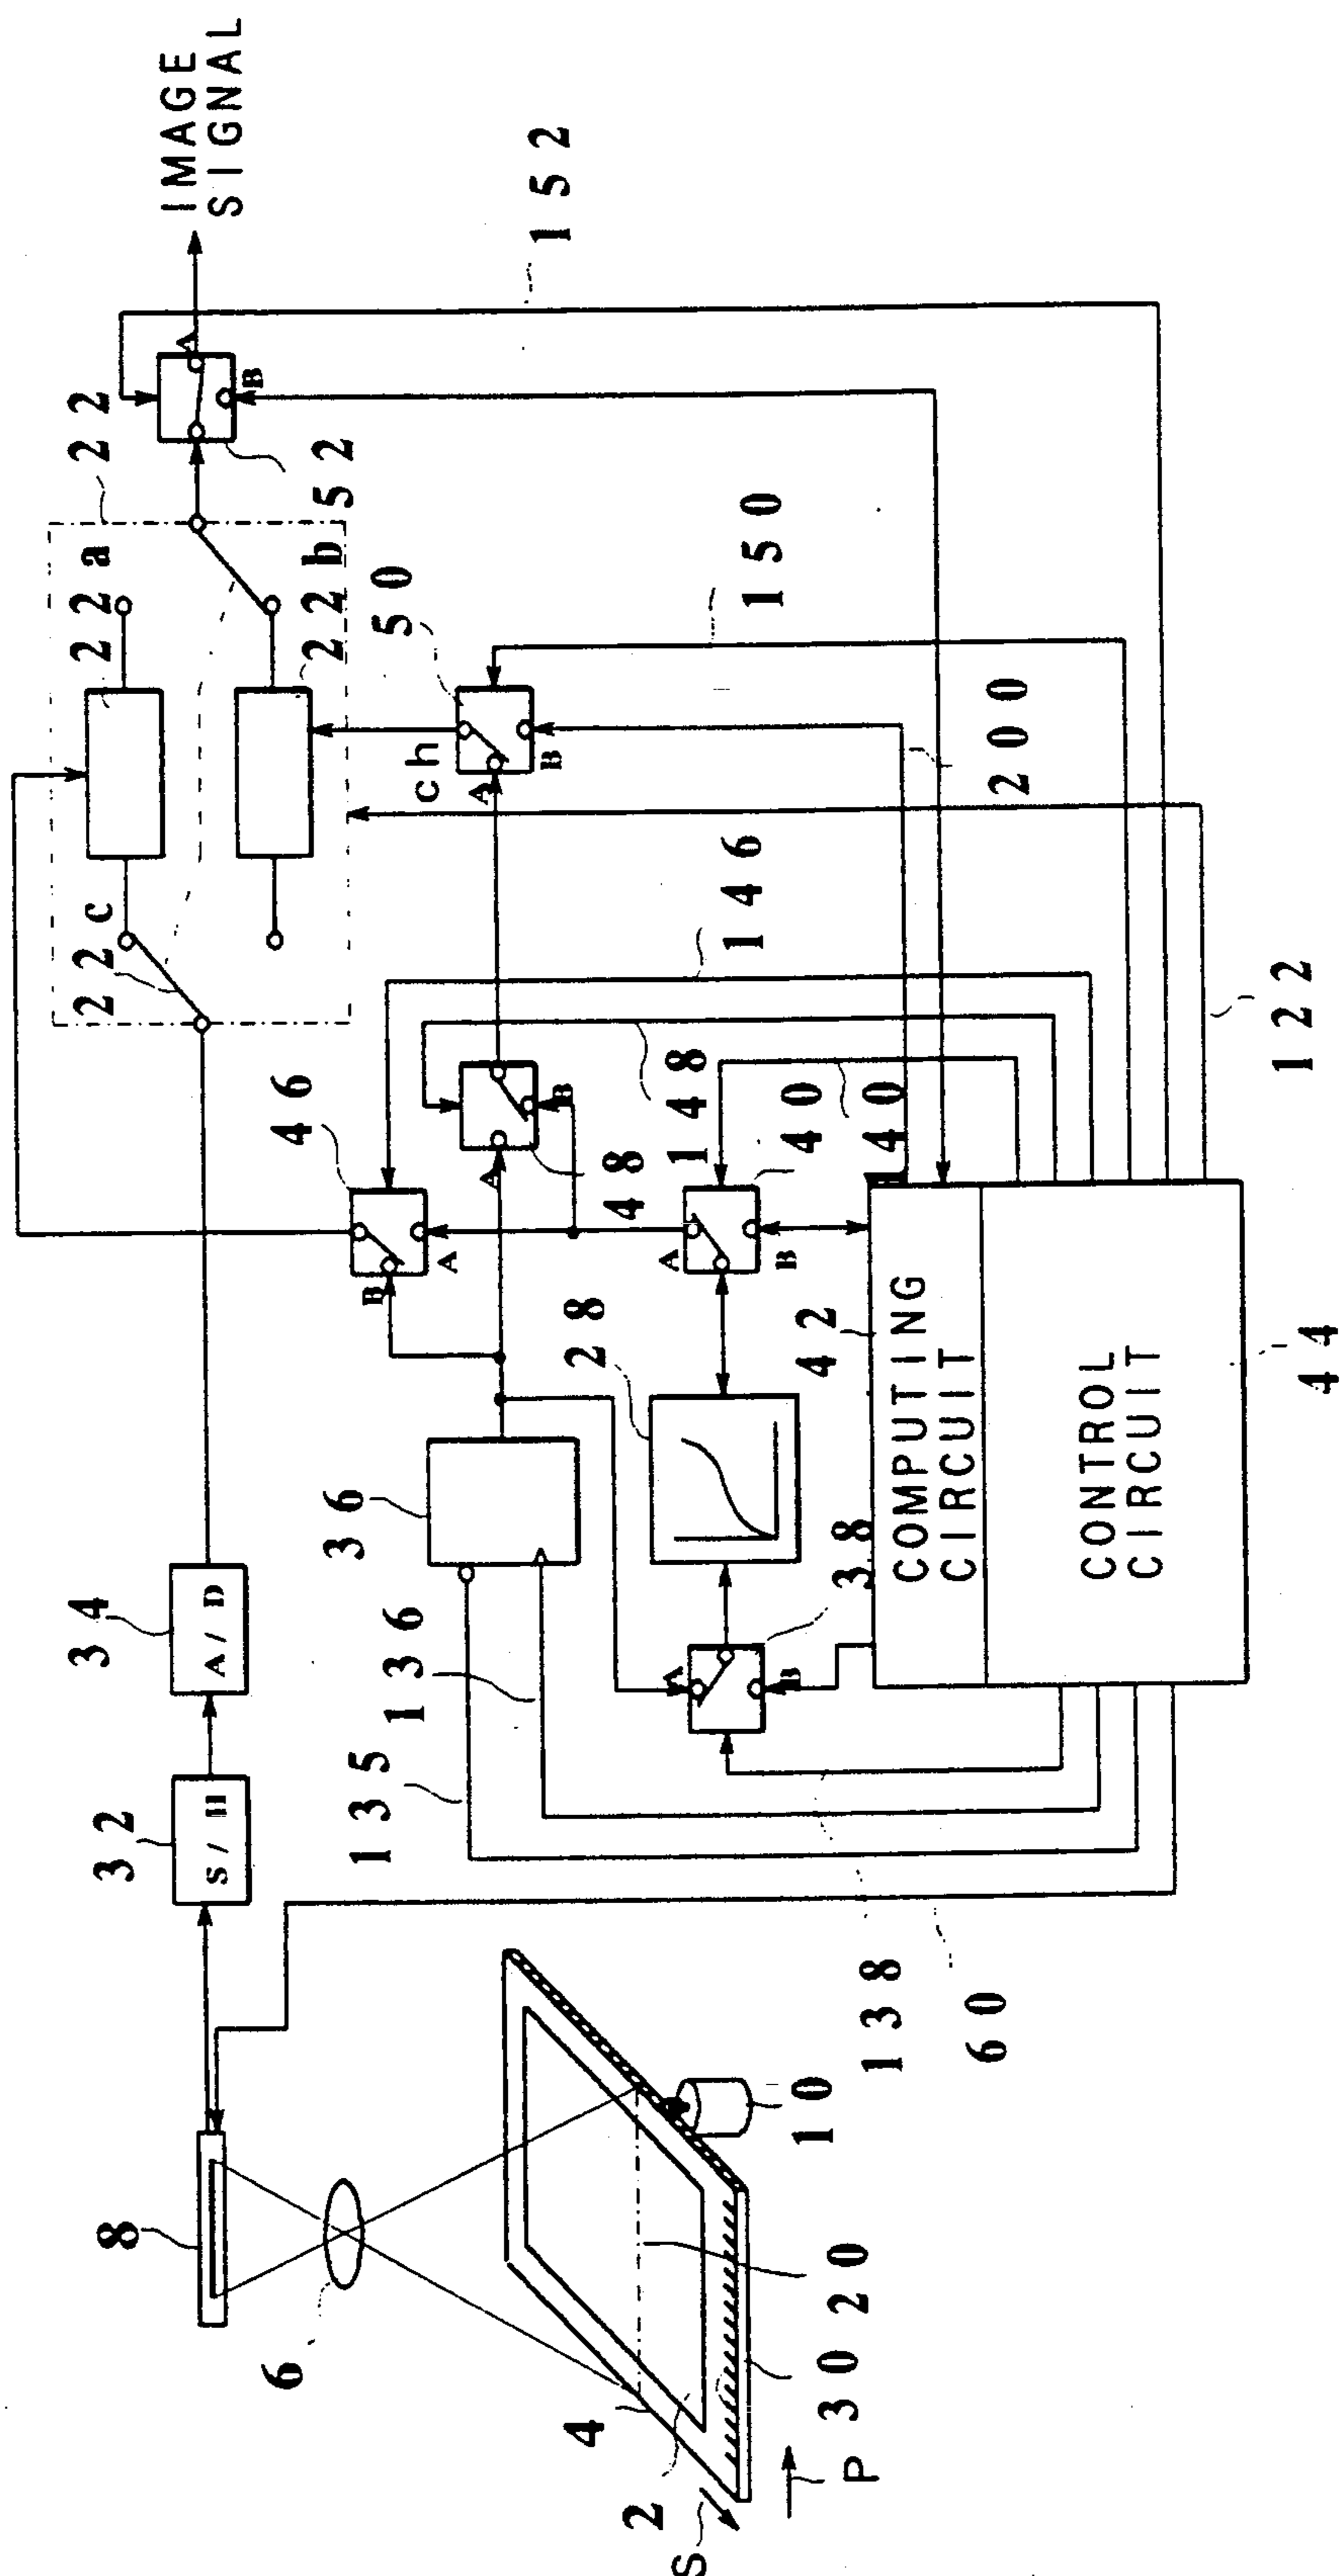 IMAGE
SIGNAL
152
22
52
22a
22b
50
150
ch
A
B
A
B
200
22c
146
122
46
148
48
40
140
A
B
A
B
A
B
28
42
COMPUTING
CIRCUIT
CONTROL
CIRCUIT
44
36
34
A/D
136
38
A
B
135
32
S/H
138
60
10
8
6
20
30
4
2
P
S